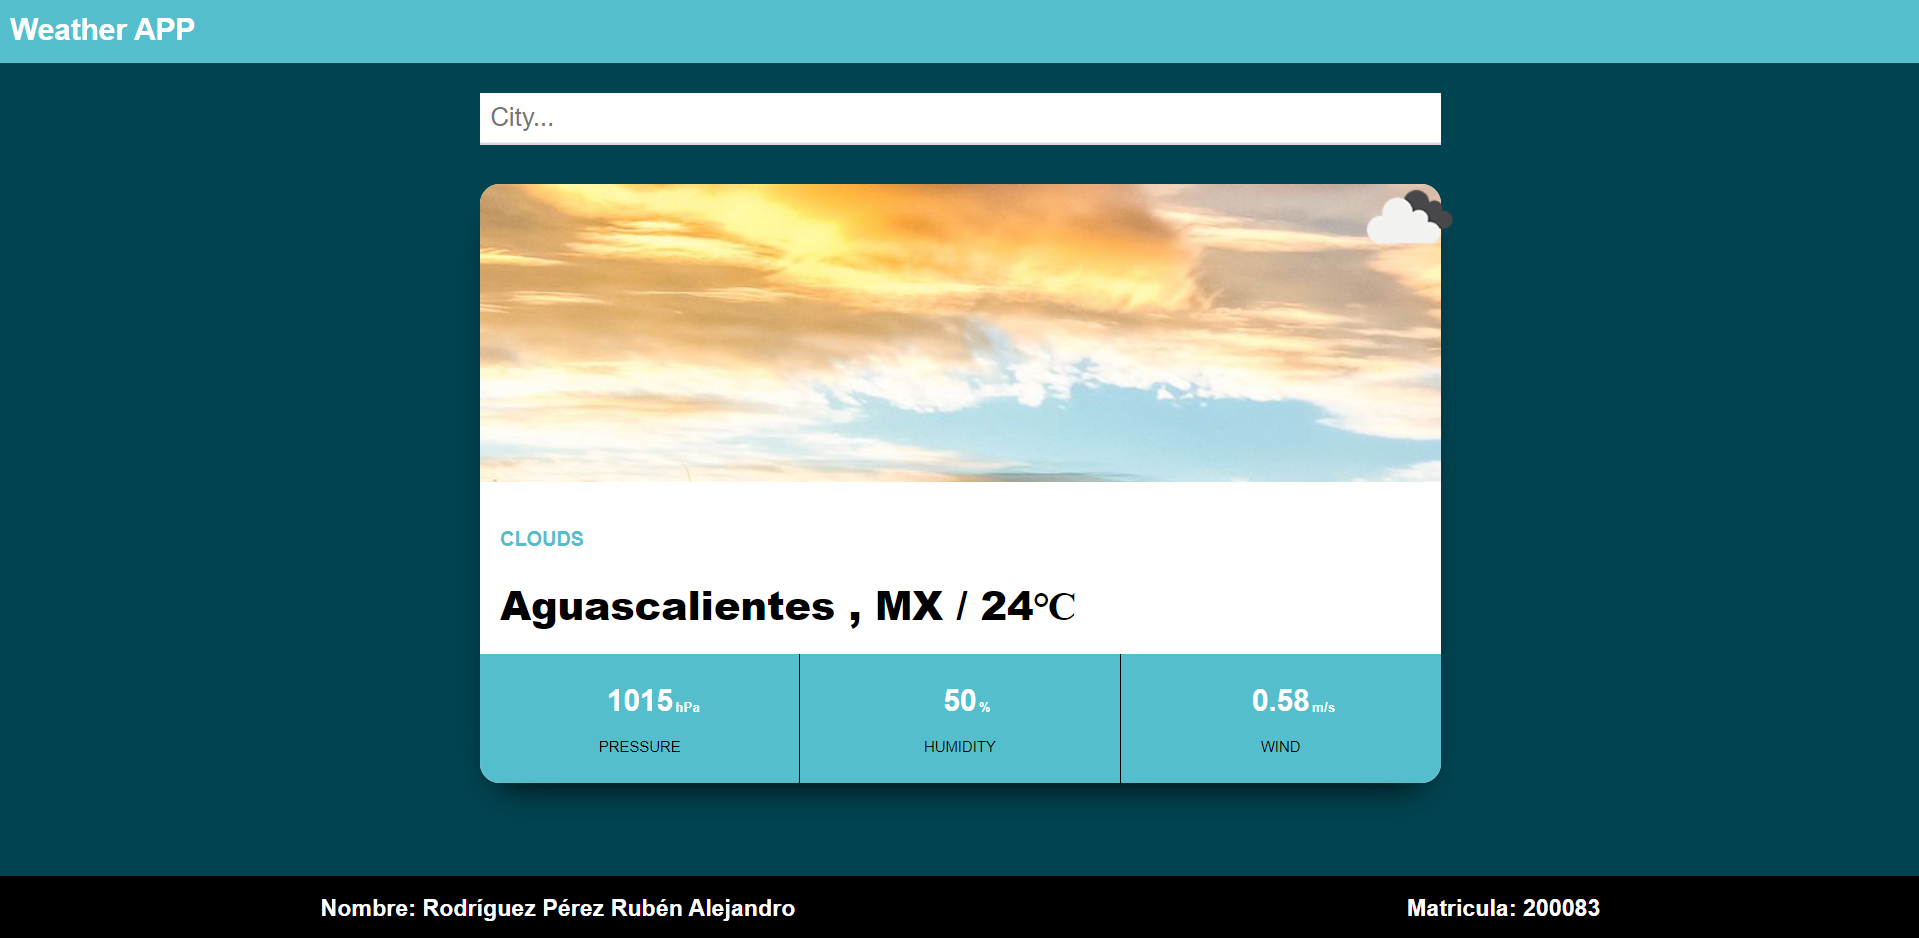 Weather APP
City...
CLOUDS
Aguascalientes , MX / 24℃
1015 hPa 50 % 0.58 m/s
PRESSURE HUMIDITY WIND
Nombre: Rodríguez Pérez Rubén Alejandro Matricula: 200083